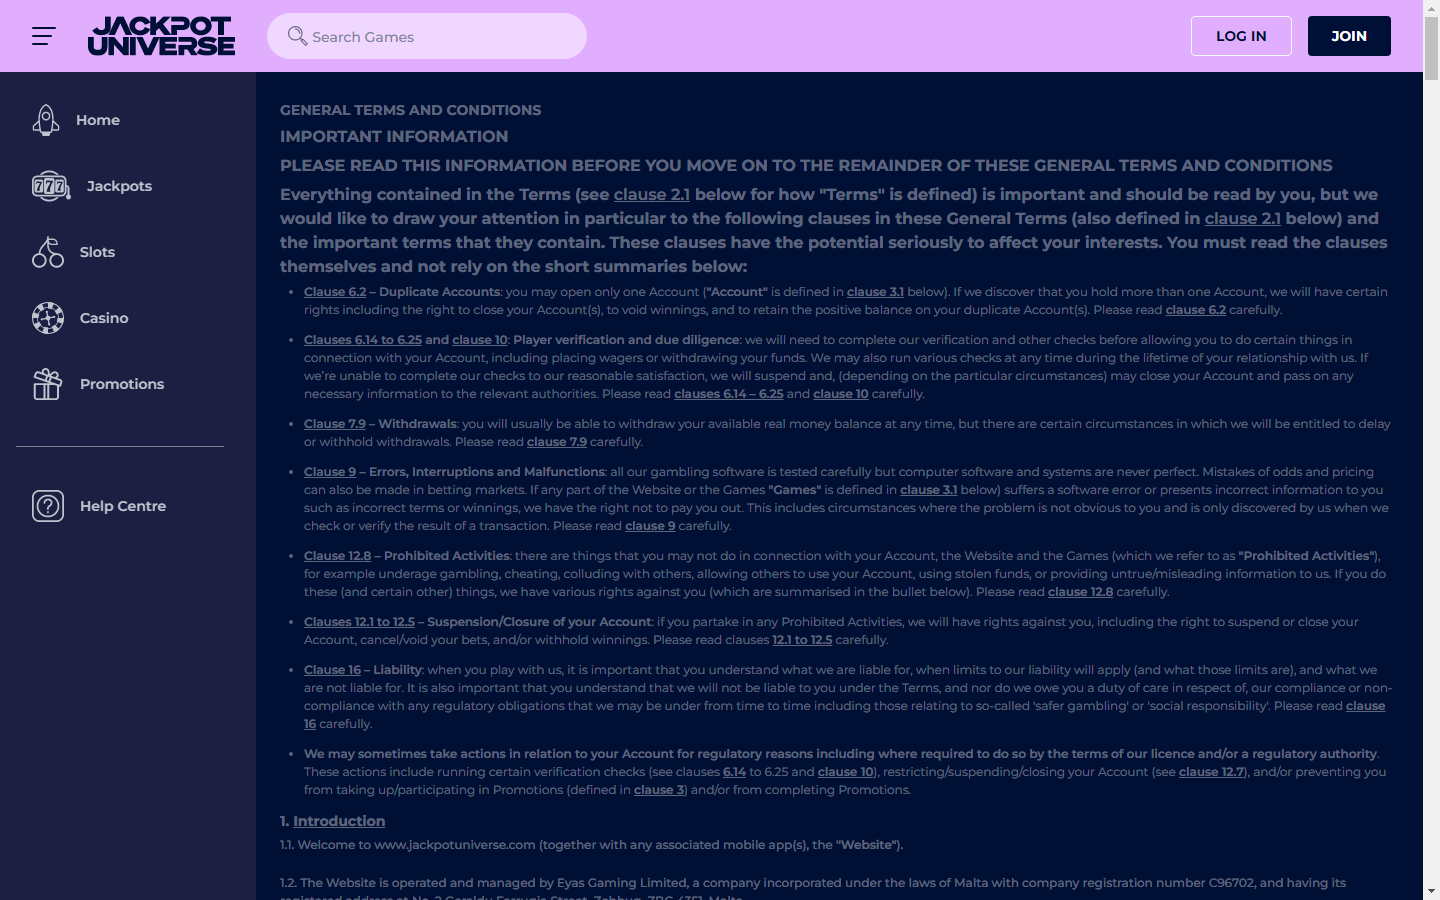 JACKPOT
UNIVERSE
Search Games
LOG IN
JOIN
Home
Jackpots
Slots
Casino
Promotions
Help Centre
GENERAL TERMS AND CONDITIONS
IMPORTANT INFORMATION
PLEASE READ THIS INFORMATION BEFORE YOU MOVE ON TO THE REMAINDER OF THESE GENERAL TERMS AND CONDITIONS
Everything contained in the Terms (see clause 2.1 below for how "Terms" is defined) is important and should be read by you, but we
would like to draw your attention in particular to the following clauses in these General Terms (also defined in clause 2.1 below) and
the important terms that they contain. These clauses have the potential seriously to affect your interests. You must read the clauses
themselves and not rely on the short summaries below:
• Clause 6.2 – Duplicate Accounts: you may open only one Account ("Account" is defined in clause 3.1 below). If we discover that you hold more than one Account, we will have certain
rights including the right to close your Account(s), to void winnings, and to retain the positive balance on your duplicate Account(s). Please read clause 6.2 carefully.
• Clauses 6.14 to 6.25 and clause 10: Player verification and due diligence: we will need to complete our verification and other checks before allowing you to do certain things in
connection with your Account, including placing wagers or withdrawing your funds. We may also run various checks at any time during the lifetime of your relationship with us. If
we're unable to complete our checks to our reasonable satisfaction, we will suspend and, (depending on the particular circumstances) may close your Account and pass on any
necessary information to the relevant authorities. Please read clauses 6.14 – 6.25 and clause 10 carefully.
• Clause 7.9 – Withdrawals: you will usually be able to withdraw your available real money balance at any time, but there are certain circumstances in which we will be entitled to delay
or withhold withdrawals. Please read clause 7.9 carefully.
• Clause 9 – Errors, Interruptions and Malfunctions: all our gambling software is tested carefully but computer software and systems are never perfect. Mistakes of odds and pricing
can also be made in betting markets. If any part of the Website or the Games "Games" is defined in clause 3.1 below) suffers a software error or presents incorrect information to you
such as incorrect terms or winnings, we have the right not to pay you out. This includes circumstances where the problem is not obvious to you and is only discovered by us when we
check or verify the result of a transaction. Please read clause 9 carefully.
• Clause 12.8 – Prohibited Activities: there are things that you may not do in connection with your Account, the Website and the Games (which we refer to as "Prohibited Activities"),
for example underage gambling, cheating, colluding with others, allowing others to use your Account, using stolen funds, or providing untrue/misleading information to us. If you do
these (and certain other) things, we have various rights against you (which are summarised in the bullet below). Please read clause 12.8 carefully.
• Clauses 12.1 to 12.5 – Suspension/Closure of your Account: if you partake in any Prohibited Activities, we will have rights against you, including the right to suspend or close your
Account, cancel/void your bets, and/or withhold winnings. Please read clauses 12.1 to 12.5 carefully.
• Clause 16 – Liability: when you play with us, it is important that you understand what we are liable for, when limits to our liability will apply (and what those limits are), and what we
are not liable for. It is also important that you understand that we will not be liable to you under the Terms, and nor do we owe you a duty of care in respect of, our compliance or non-
compliance with any regulatory obligations that we may be under from time to time including those relating to so-called 'safer gambling' or 'social responsibility'. Please read clause
16 carefully.
• We may sometimes take actions in relation to your Account for regulatory reasons including where required to do so by the terms of our licence and/or a regulatory authority.
These actions include running certain verification checks (see clauses 6.14 to 6.25 and clause 10), restricting/suspending/closing your Account (see clause 12.7), and/or preventing you
from taking up/participating in Promotions (defined in clause 3) and/or from completing Promotions.
1. Introduction
1.1. Welcome to www.jackpotuniverse.com (together with any associated mobile app(s), the "Website").
1.2. The Website is operated and managed by Eyas Gaming Limited, a company incorporated under the laws of Malta with company registration number C96702, and having its